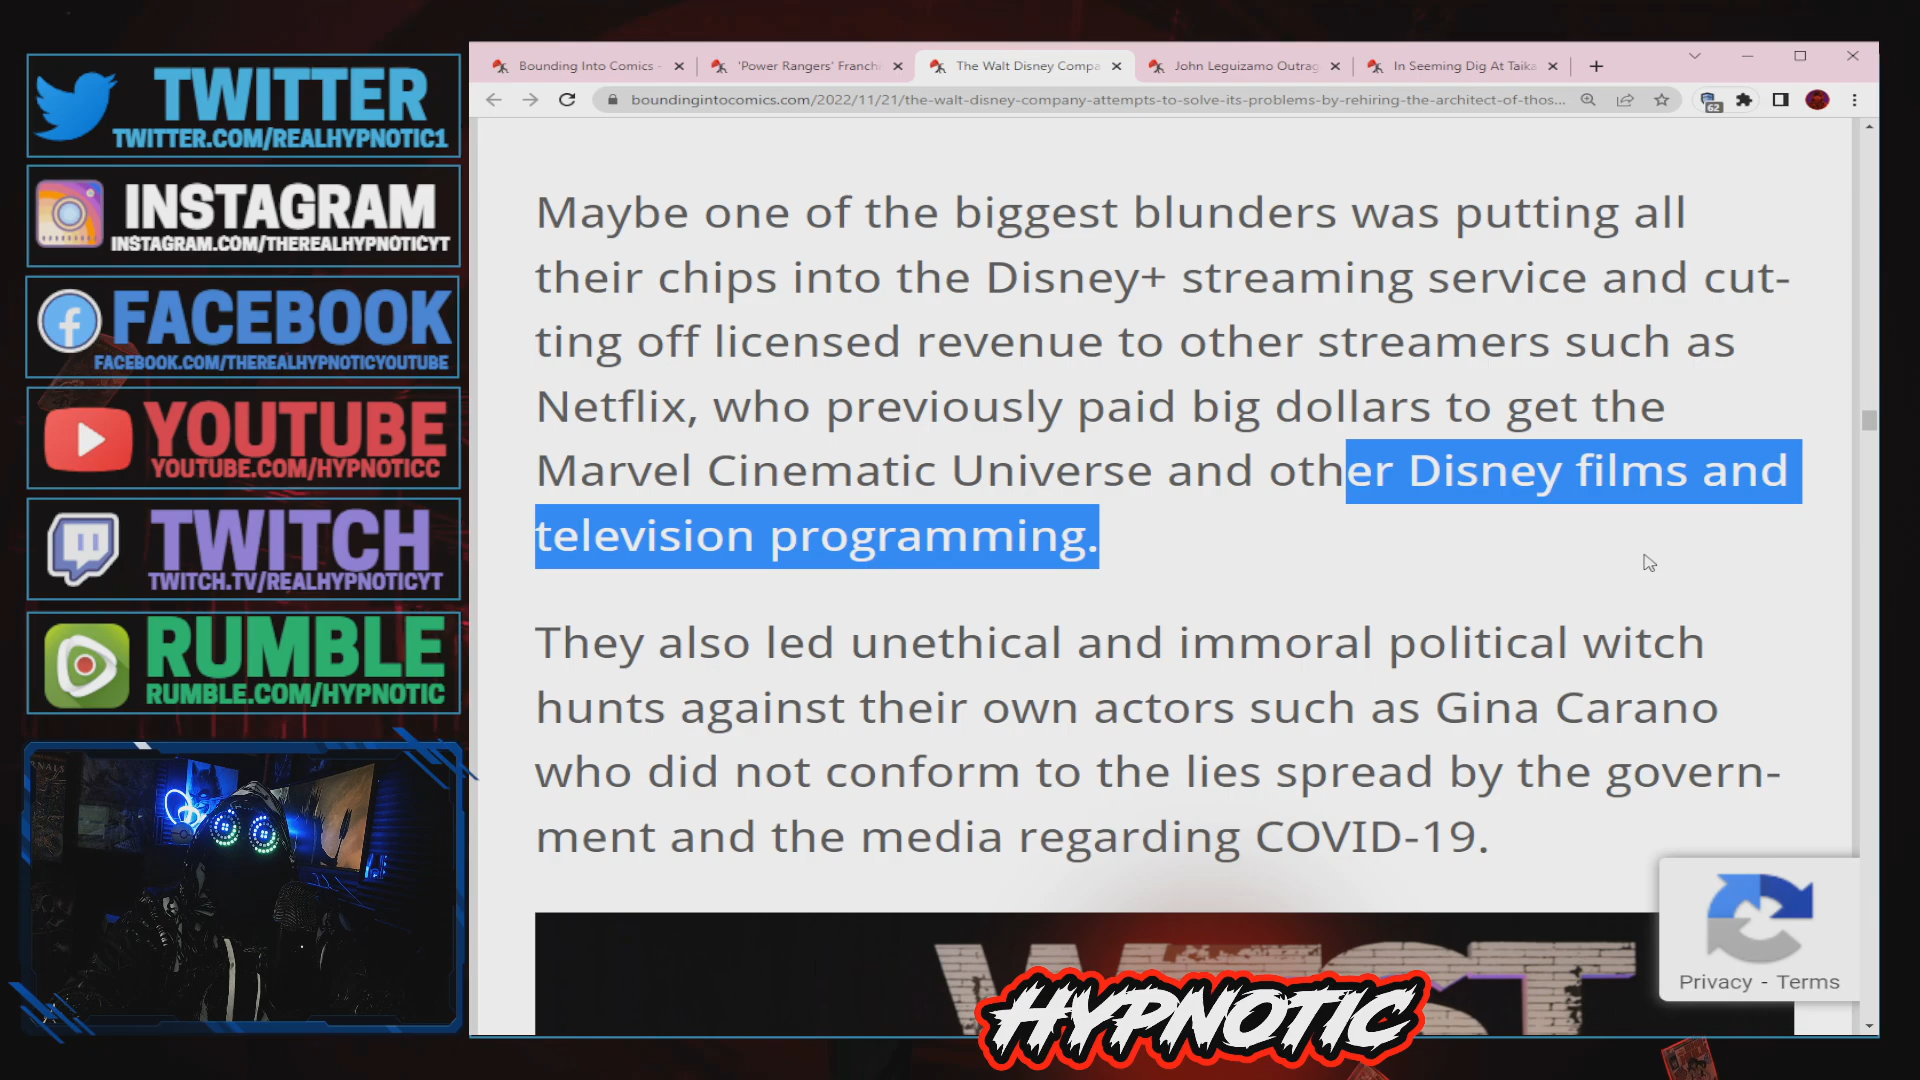 TWITTER
TWITTER.COM/REALHYPNOTIC1
INSTAGRAM
INSTAGRAM.COM/THEREALHYPNOTICYT
FACEBOOK
FACEBOOK.COM/THEREALHYPNOTICYOUTUBE
YOUTUBE
YOUTUBE.COM/HYPNOTICC
TWITCH
TWITCH.TV/REALHYPNOTICYT
RUMBLE
RUMBLE.COM/HYPNOTIC
Bounding Into Comics -
'Power Rangers' Franch
The Walt Disney Compa
John Leguizamo Outrag
In Seeming Dig At Taika
boundingintocomics.com/2022/11/21/the-walt-disney-company-attempts-to-solve-its-problems-by-rehiring-the-architect-of-thos...
62
Maybe one of the biggest blunders was putting all
their chips into the Disney+ streaming service and cut-
ting off licensed revenue to other streamers such as
Netflix, who previously paid big dollars to get the
Marvel Cinematic Universe and other Disney films and
television programming.
They also led unethical and immoral political witch
hunts against their own actors such as Gina Carano
who did not conform to the lies spread by the govern-
ment and the media regarding COVID-19.
Privacy - Terms
HYPNOTIC